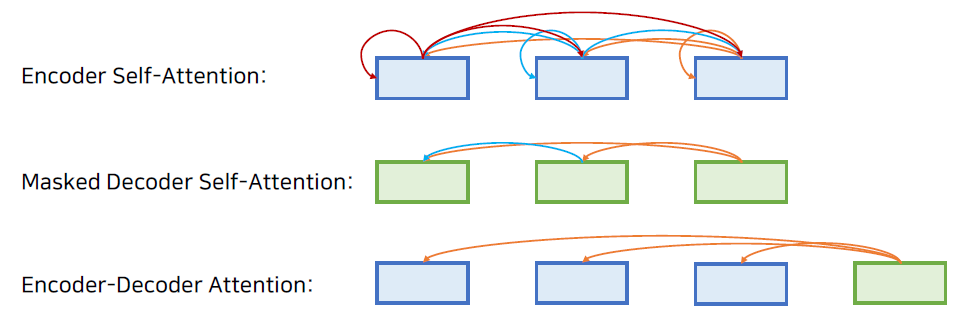 Encoder Self-Attention:
Masked Decoder Self-Attention:
Encoder-Decoder Attention: